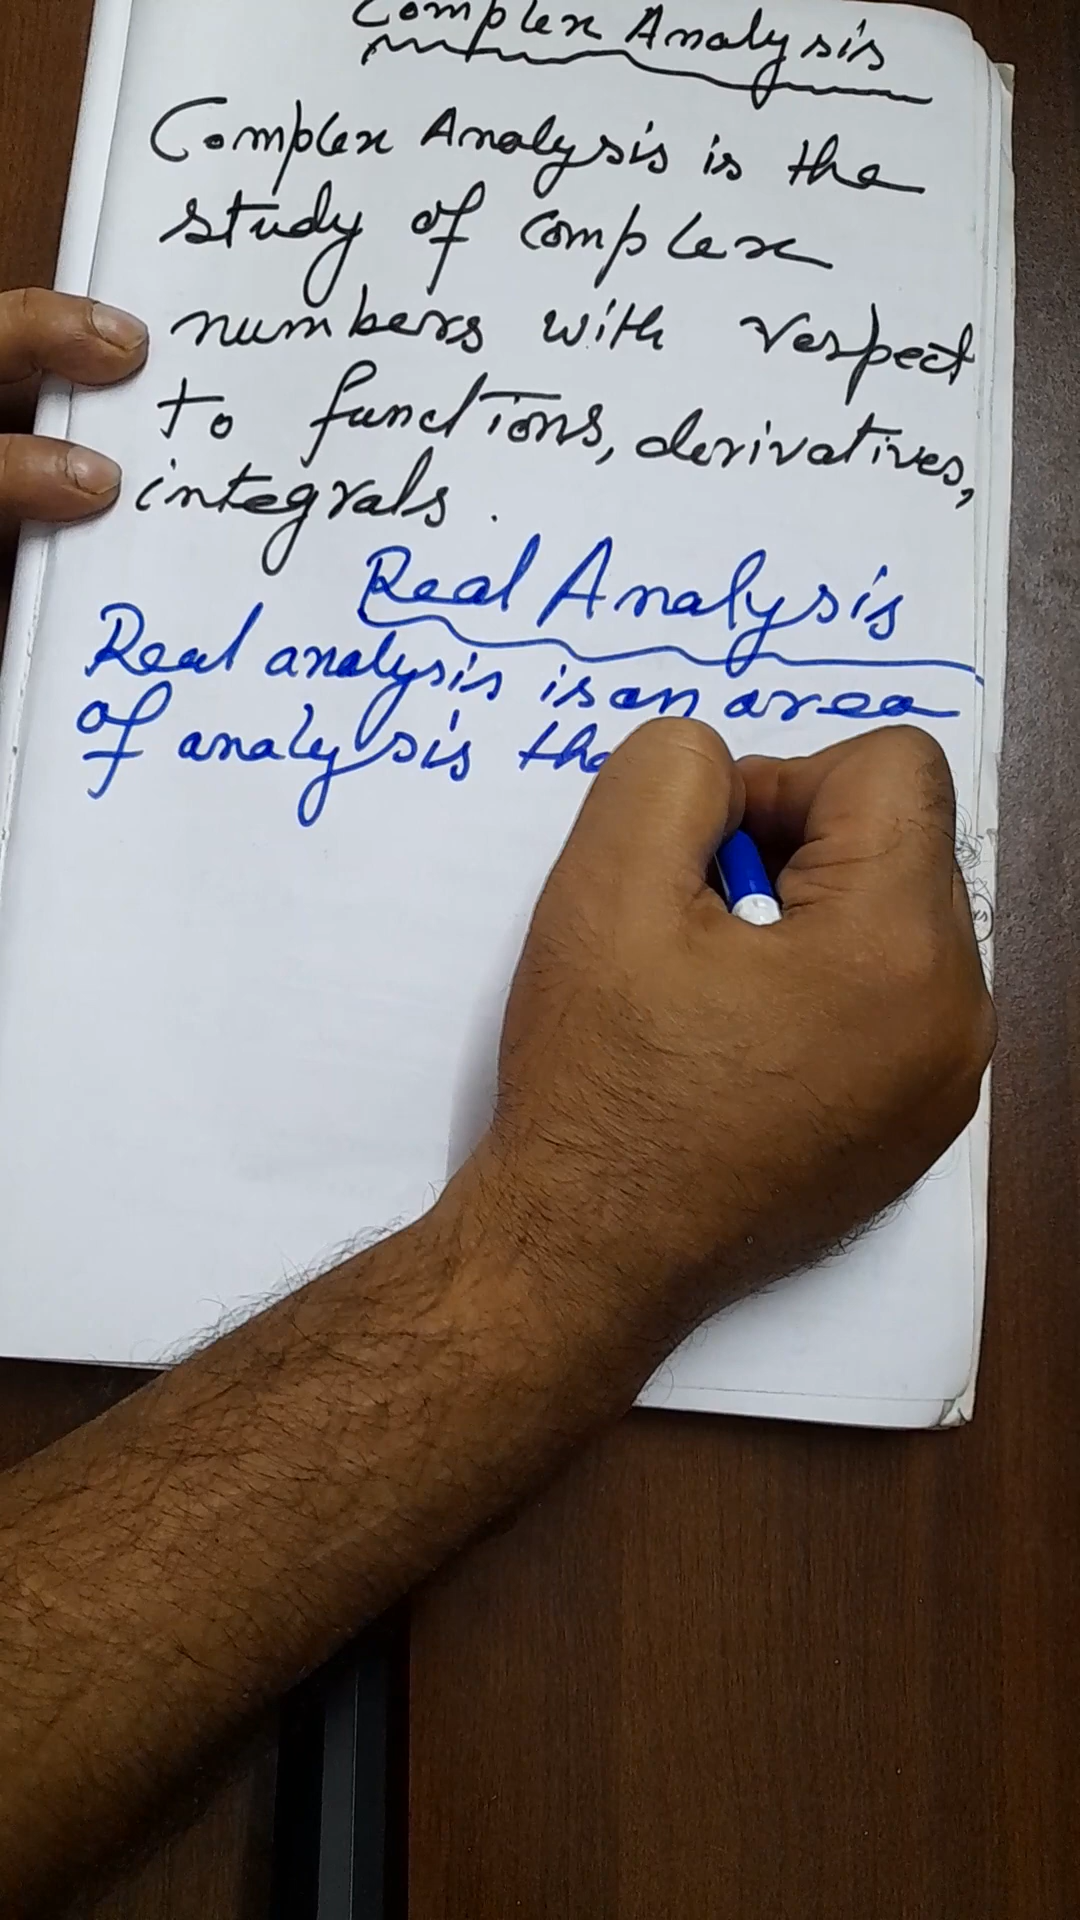 Complex Analysis
Complex Analysis is the
study of complex
numbers with respect
to functions, derivatives,
integrals.
Real Analysis
Real analysis is an area
of analysis tha